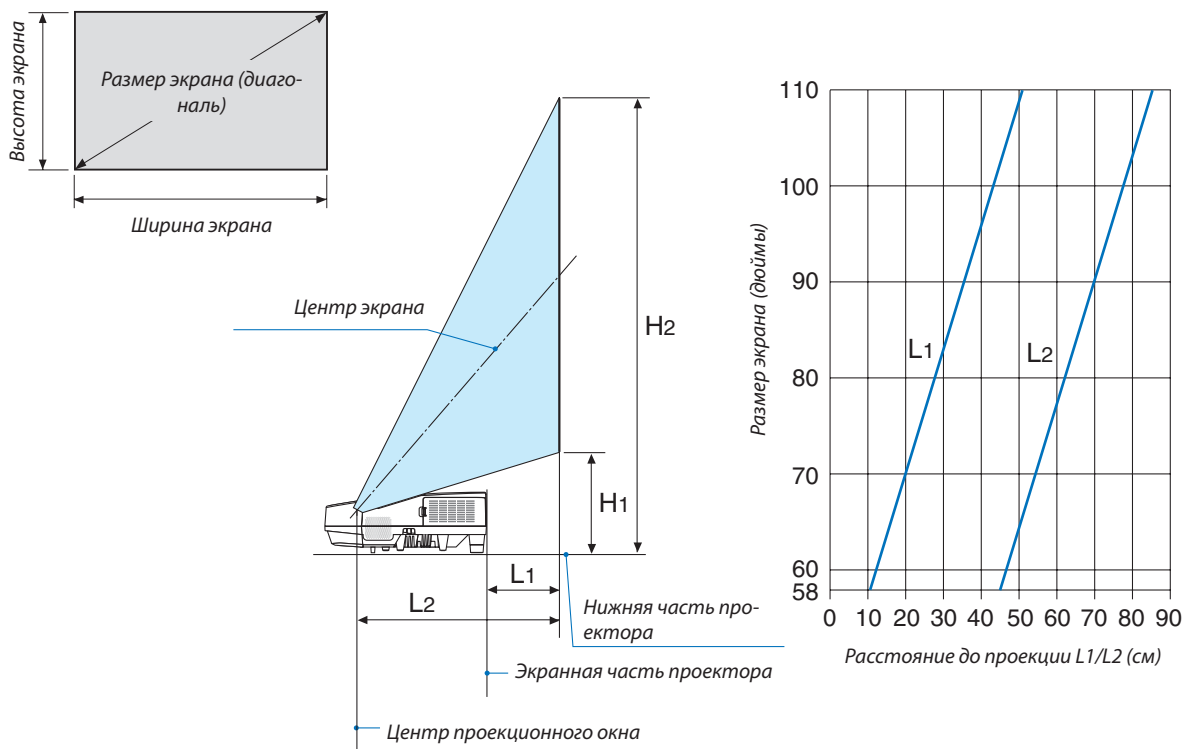 Высота экрана
Размер экрана (диаго-
наль)
Ширина экрана
Центр экрана
H2
H1
L1
L2
Нижняя часть про-
ектора
Экранная часть проектора
Центр проекционного окна
Размер экрана (дюймы)
110
100
90
80
70
60
58
L1
L2
0 10 20 30 40 50 60 70 80 90
Расстояние до проекции L1/L2 (см)